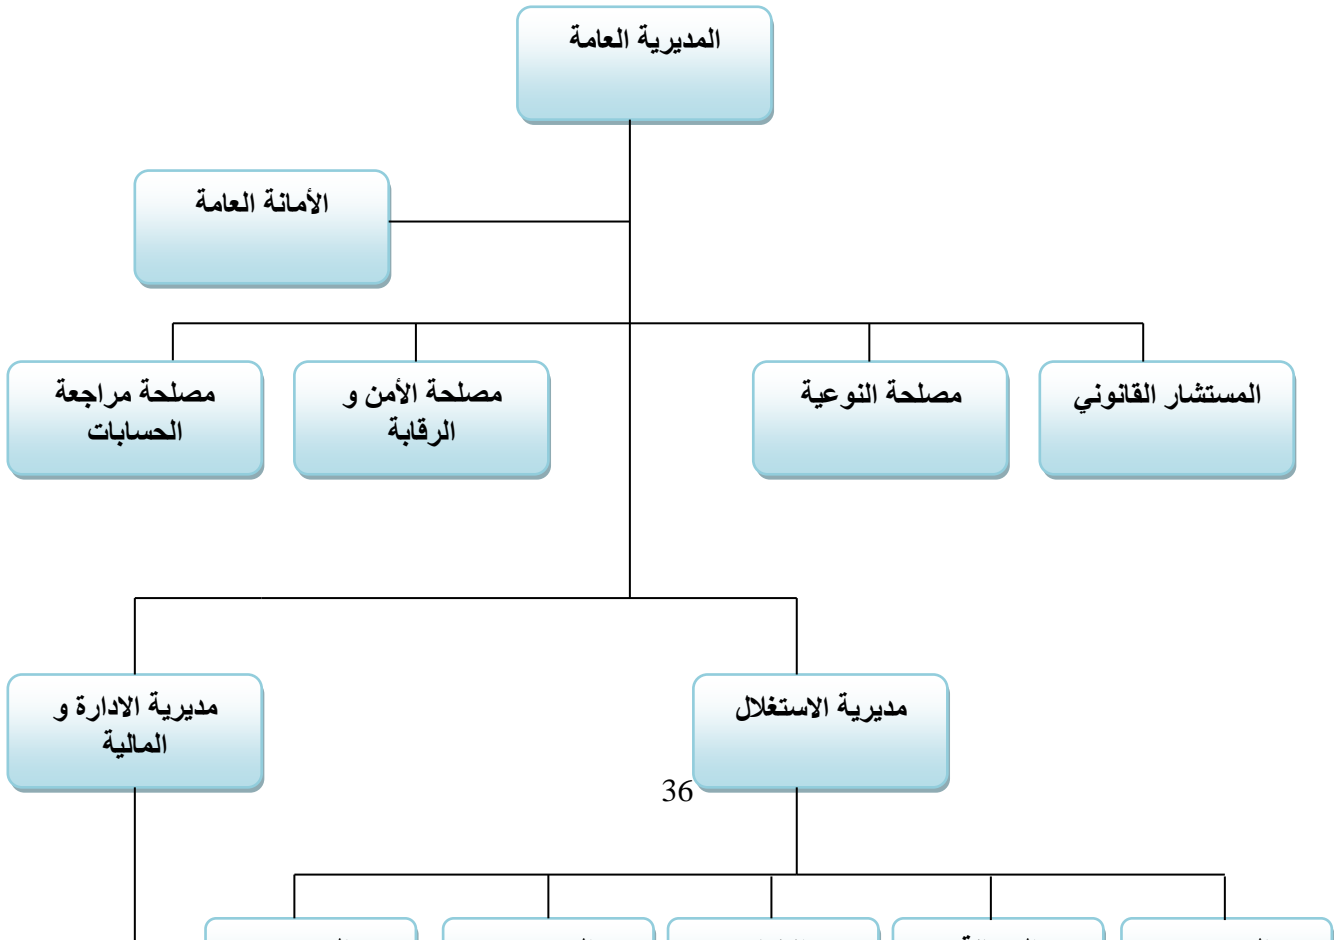 المديرية العامة
الأمانة العامة
المستشار القانوني
مصلحة النوعية
مصلحة الأمن و
الرقابة
مصلحة مراجعة
الحسابات
مديرية الاستغلال
مديرية الادارة و
المالية
36